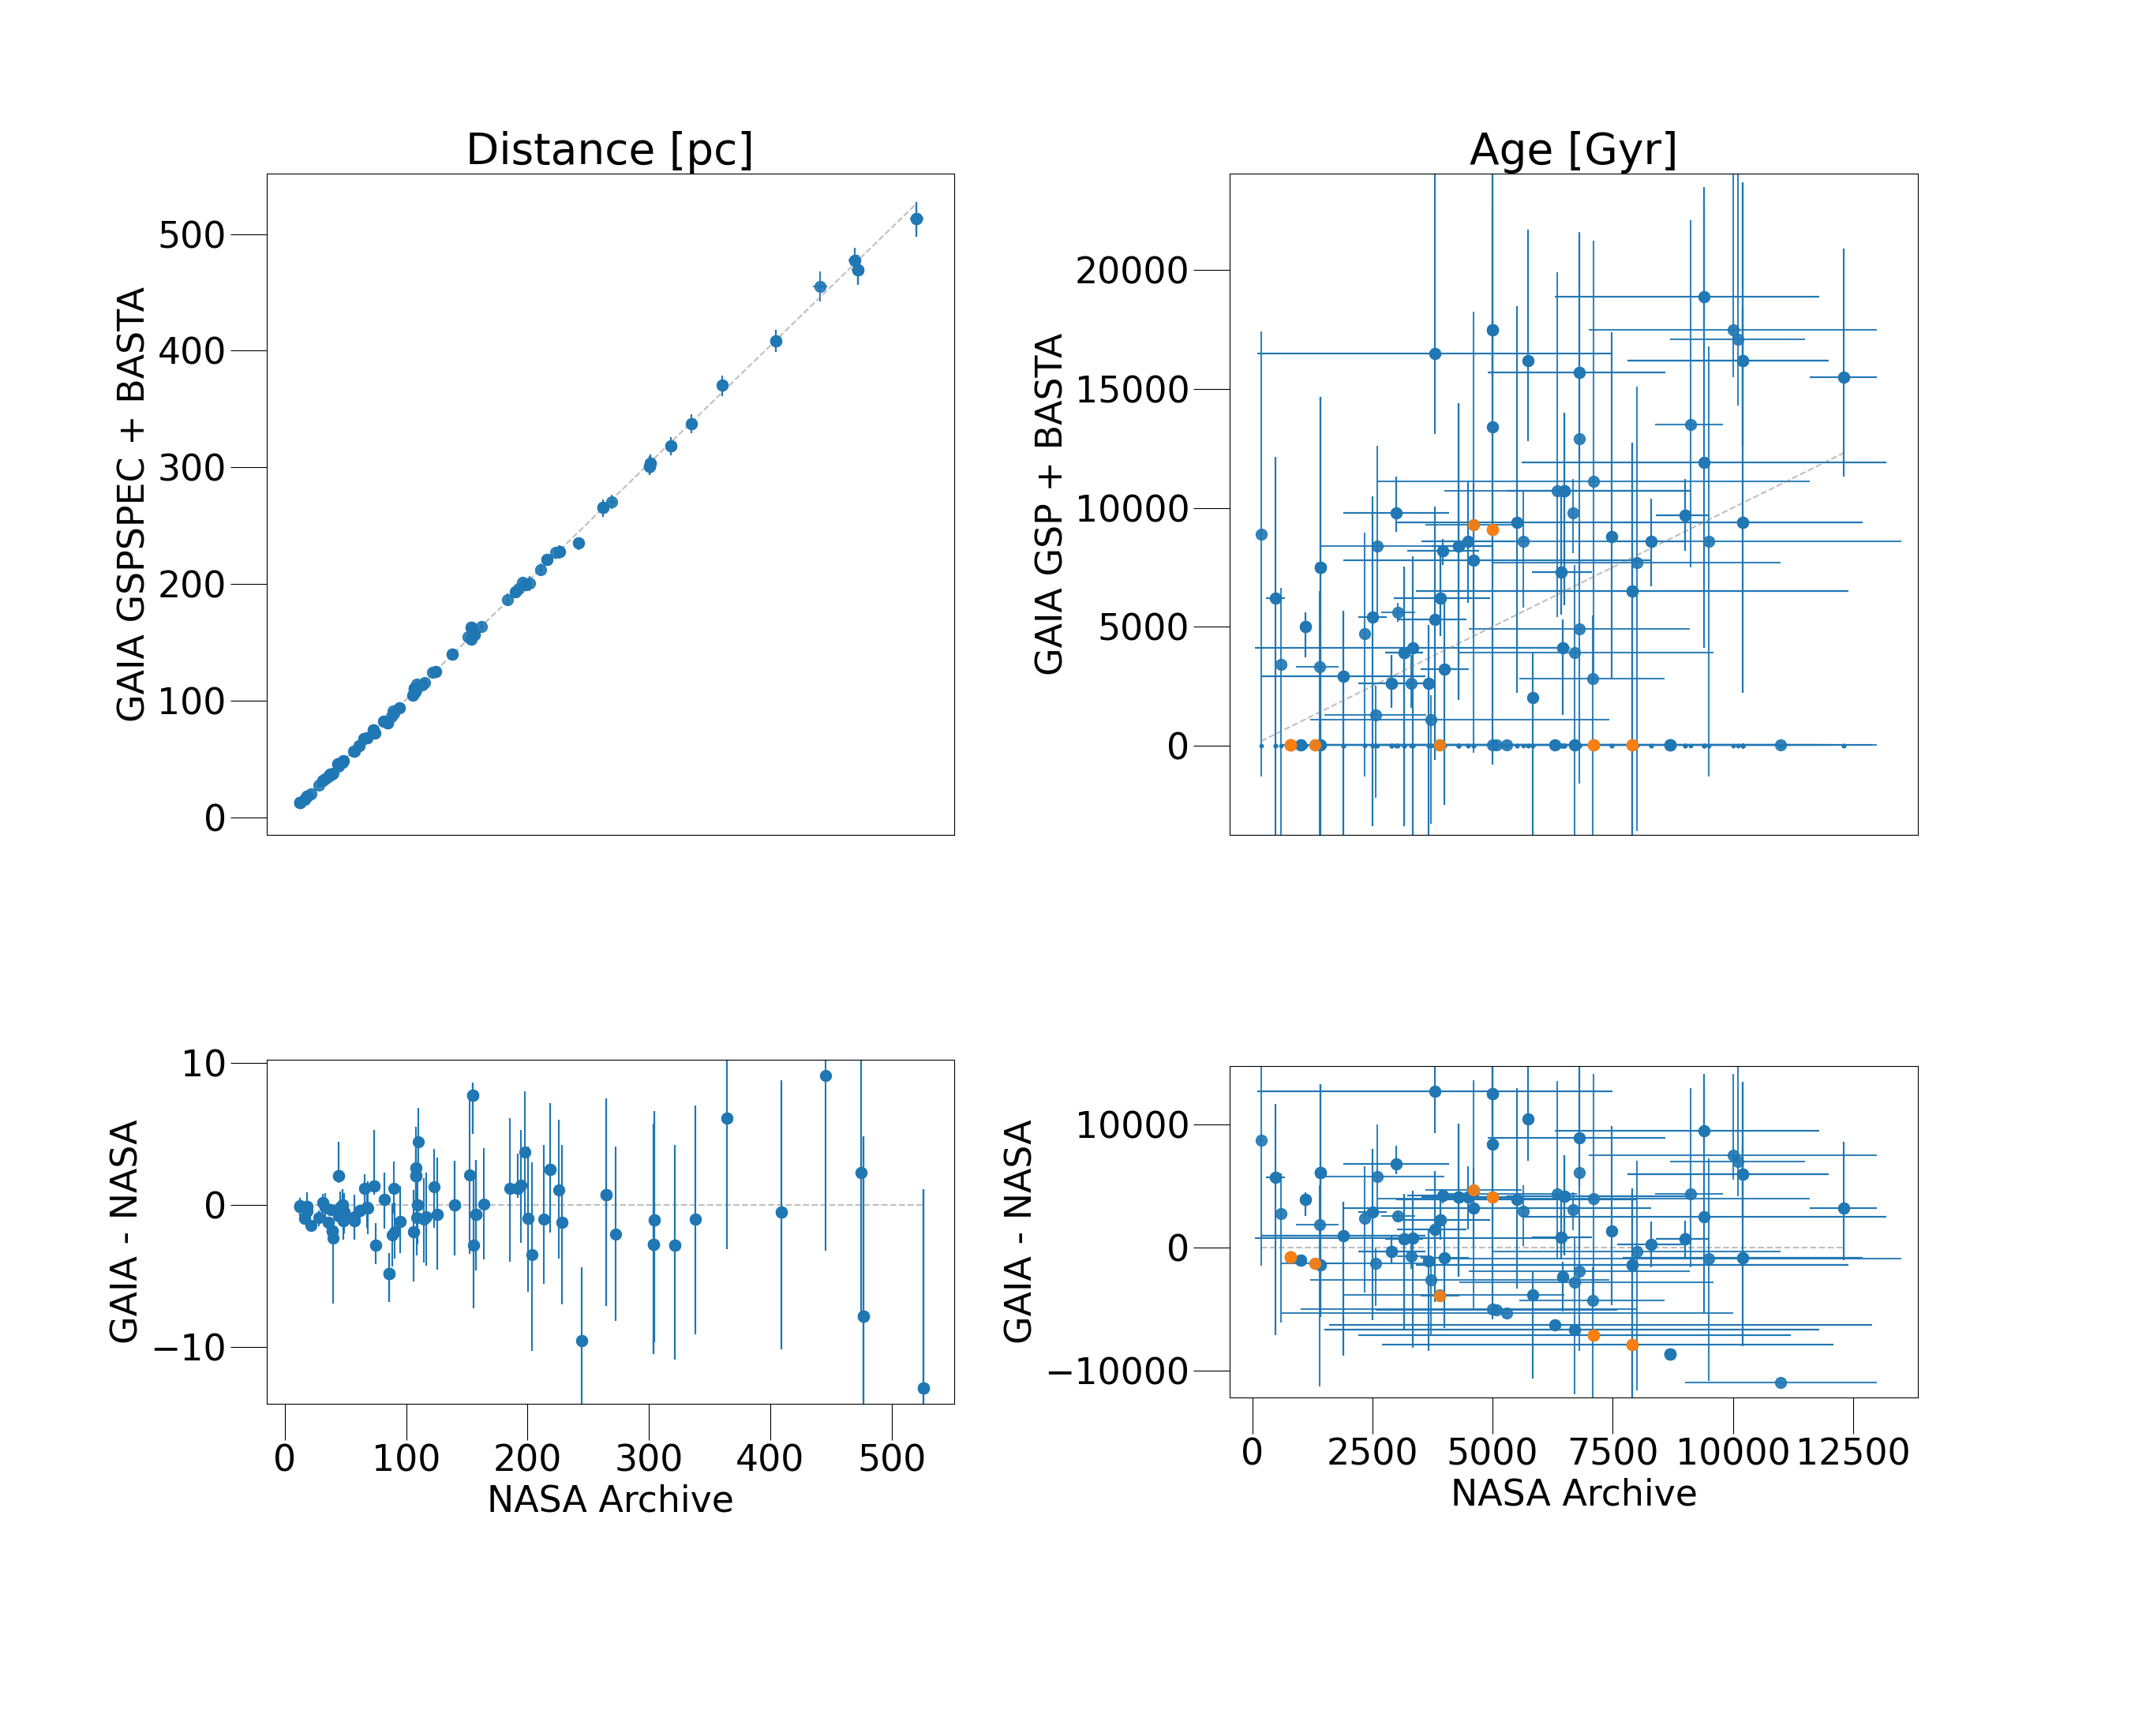 Distance [pc]
GAIA GSPSPEC + BASTA
500
400
300
200
100
0
Age [Gyr]
GAIA GSP + BASTA
20000
15000
10000
5000
0
GAIA - NASA
10
0
−10
0 100 200 300 400 500
NASA Archive
GAIA - NASA
10000
0
−10000
0 2500 5000 7500 10000 12500
NASA Archive